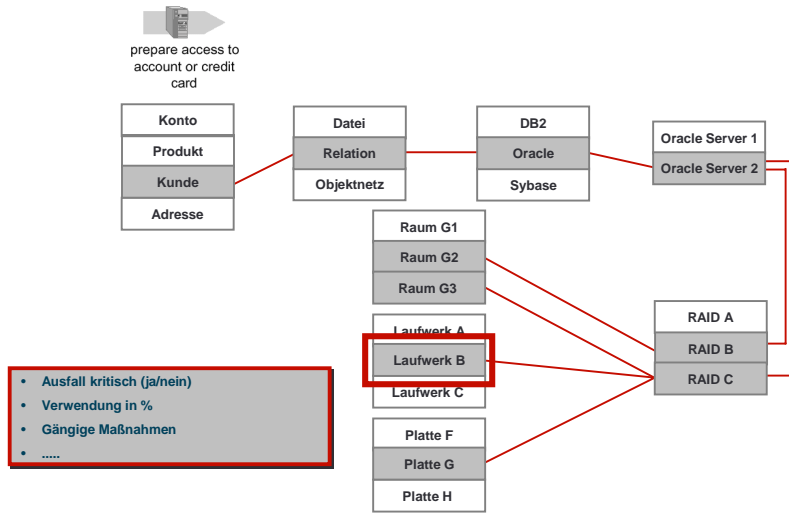 prepare access to
account or credit
card
Konto
Produkt
Kunde
Adresse
Datei
Relation
Objektnetz
DB2
Oracle
Sybase
Oracle Server 1
Oracle Server 2
Raum G1
Raum G2
Raum G3
Laufwerk A
Laufwerk B
Laufwerk C
Platte F
Platte G
Platte H
RAID A
RAID B
RAID C
• Ausfall kritisch (ja/nein)
• Verwendung in %
• Gängige Maßnahmen
• .....